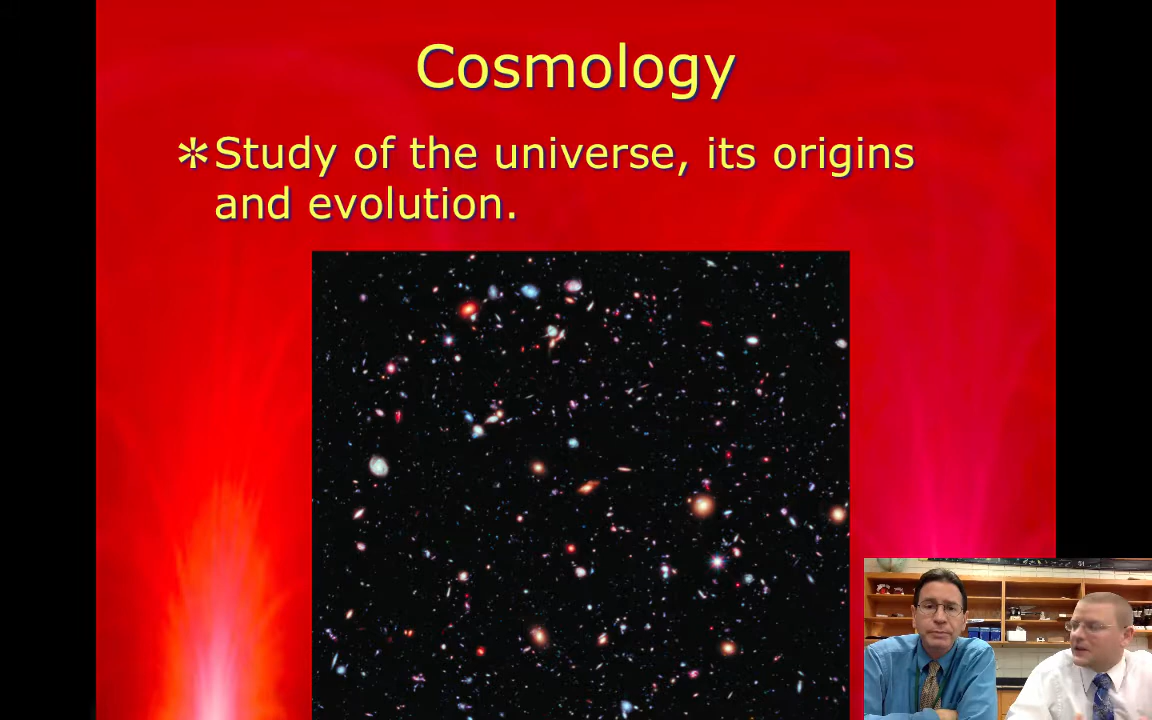 Cosmology
✲Study of the universe, its origins
and evolution.